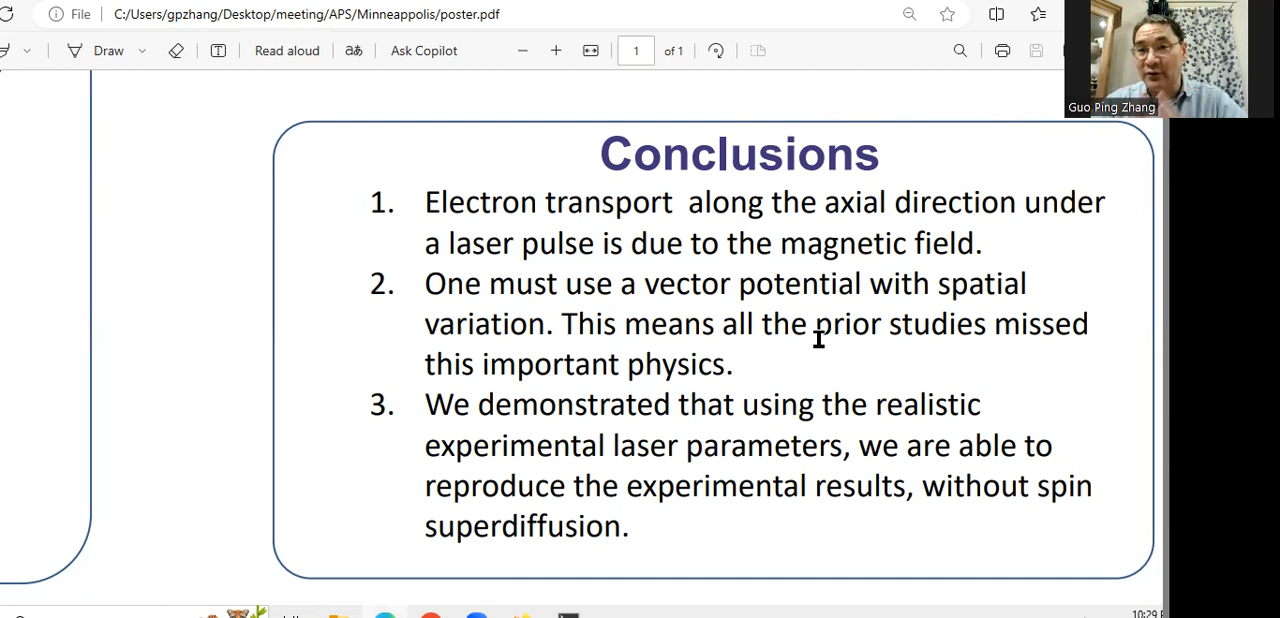 File C:/Users/gpzhang/Desktop/meeting/APS/Minneappolis/poster.pdf
Draw Read aloud aあ Ask Copilot 1 of 1
Guo Ping Zhang
Conclusions
1. Electron transport along the axial direction under
a laser pulse is due to the magnetic field.
2. One must use a vector potential with spatial
variation. This means all the prior studies missed
this important physics.
3. We demonstrated that using the realistic
experimental laser parameters, we are able to
reproduce the experimental results, without spin
superdiffusion.
10:29